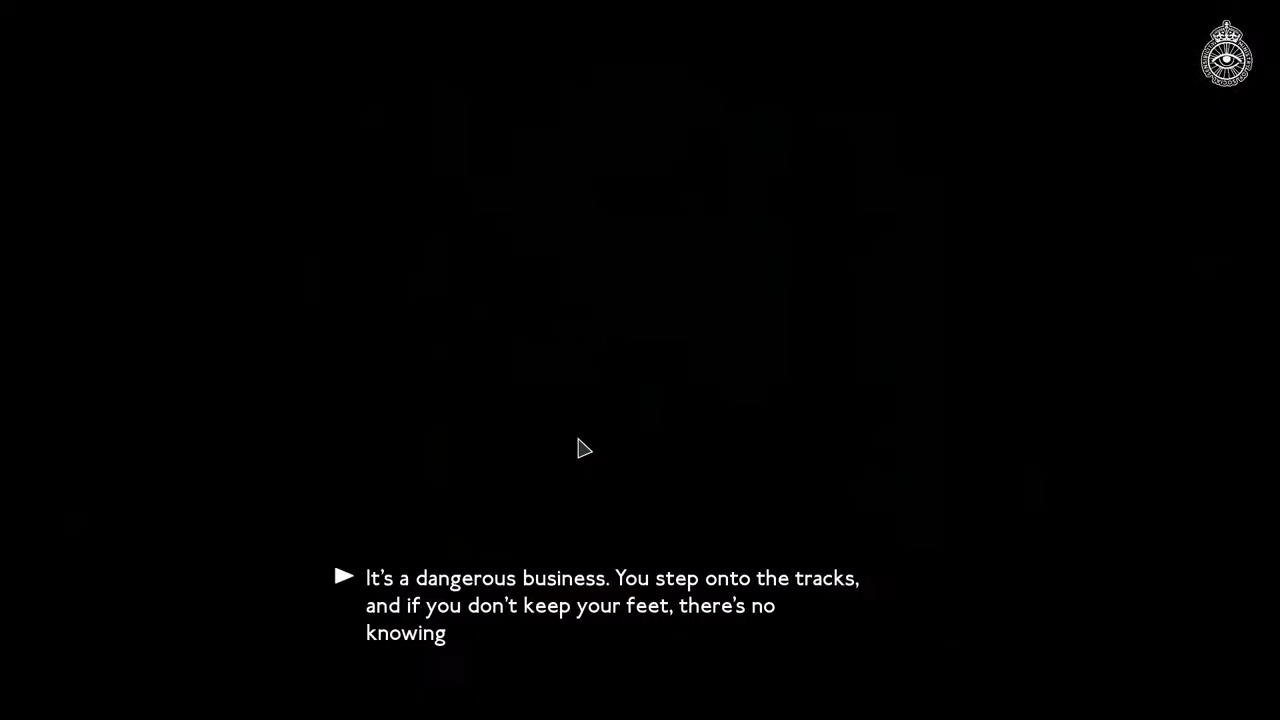 It's a dangerous business. You step onto the tracks,
and if you don't keep your feet, there's no
knowing